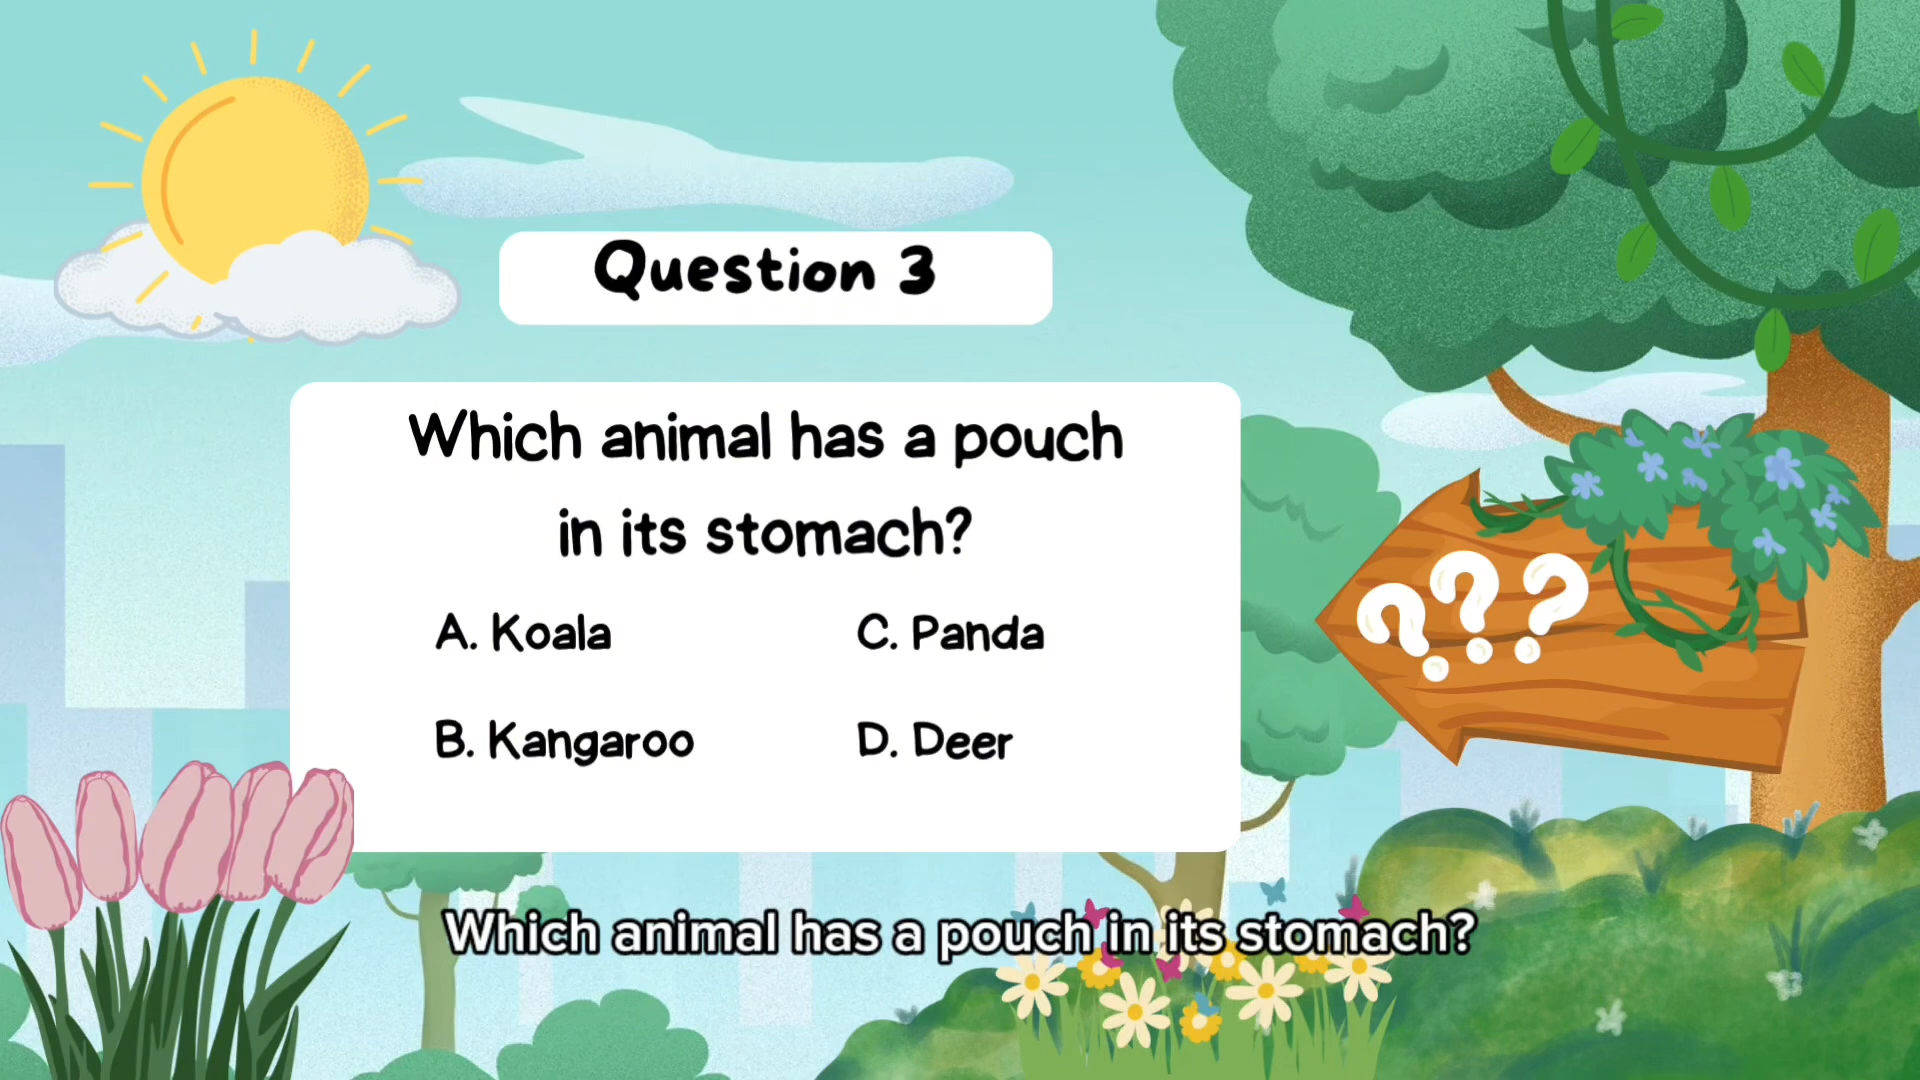 Question 3
Which animal has a pouch
in its stomach?
A. Koala
C. Panda
B. Kangaroo
D. Deer
???
Which animal has a pouch in its stomach?